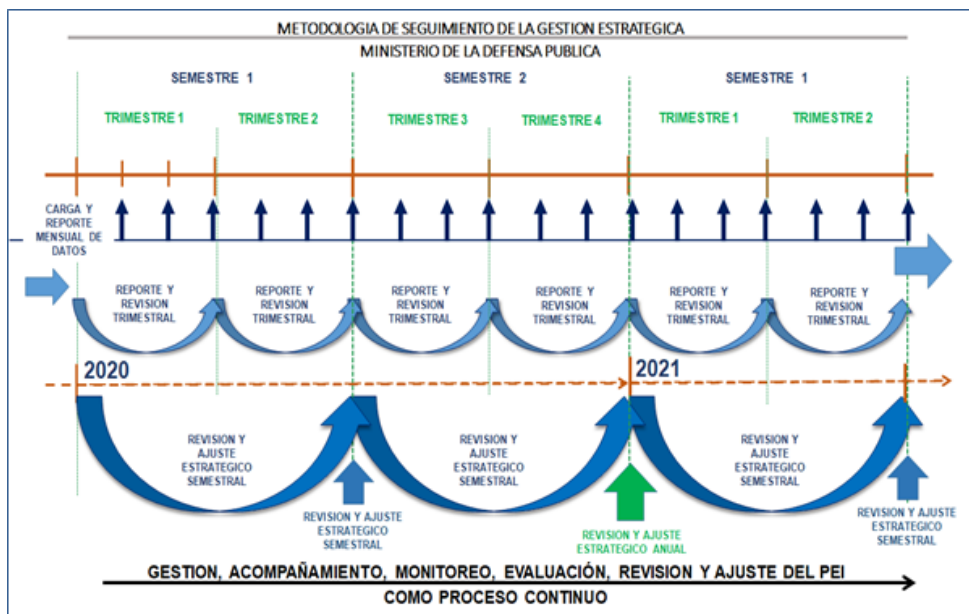 METODOLOGIA DE SEGUIMIENTO DE LA GESTION ESTRATEGICA
MINISTERIO DE LA DEFENSA PUBLICA
SEMESTRE 1
SEMESTRE 2
SEMESTRE 1
TRIMESTRE 1
TRIMESTRE 2
TRIMESTRE 3
TRIMESTRE 4
TRIMESTRE 1
TRIMESTRE 2
CARGA Y
REPORTE
MENSUAL DE
DATOS
REPORTE Y
REVISION
TRIMESTRAL
REPORTE Y
REVISION
TRIMESTRAL
REPORTE Y
REVISION
TRIMESTRAL
REPORTE Y
REVISION
TRIMESTRAL
REPORTE Y
REVISION
TRIMESTRAL
REPORTE Y
REVISION
TRIMESTRAL
2020
2021
REVISION Y
AJUSTE
ESTRATEGICO
SEMESTRAL
REVISION Y
AJUSTE
ESTRATEGICO
SEMESTRAL
REVISION Y
AJUSTE
ESTRATEGICO
SEMESTRAL
REVISION Y AJUSTE
ESTRATEGICO
SEMESTRAL
REVISION Y AJUSTE
ESTRATEGICO ANUAL
REVISION Y AJUSTE
ESTRATEGICO
SEMESTRAL
GESTION, ACOMPAÑAMIENTO, MONITOREO, EVALUACIÓN, REVISION Y AJUSTE DEL PEI
COMO PROCESO CONTINUO